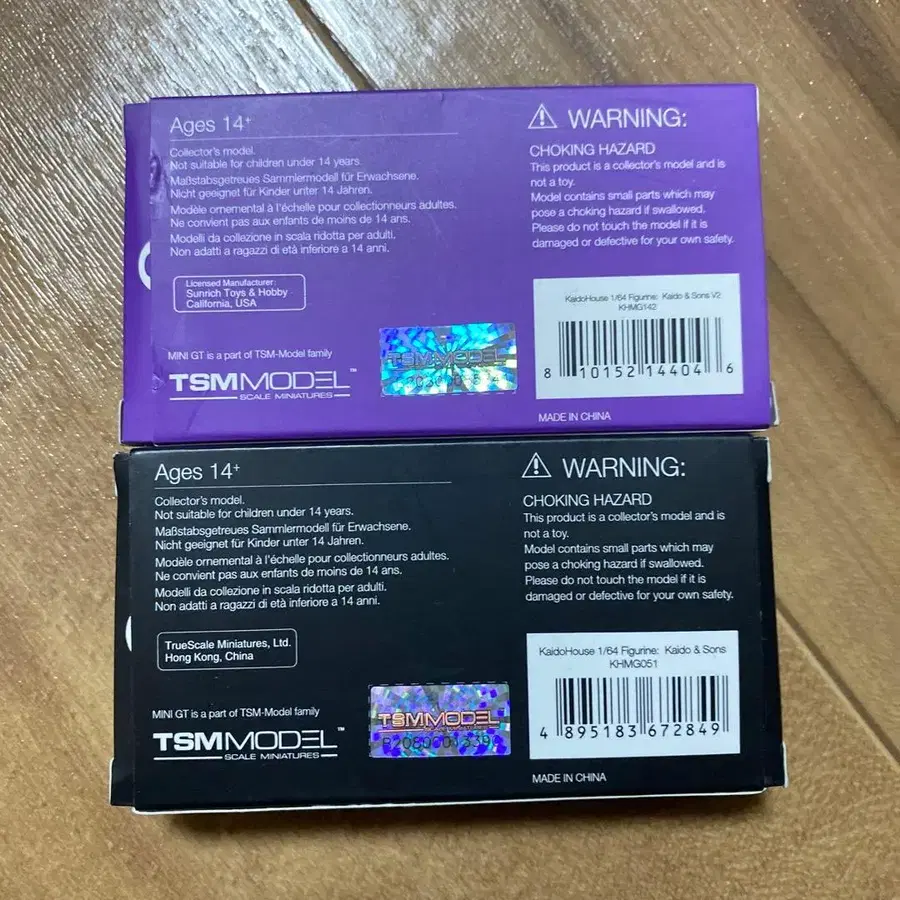 Ages 14+
Collector's model.
Not suitable for children under 14 years.
Maßstabsgetreues Sammlermodell für Erwachsene.
Nicht geeignet für Kinder unter 14 Jahren.
Modèle ornemental à l'échelle pour collectionneurs adultes.
Ne convient pas aux enfants de moins de 14 ans.
Modelli da collezione in scala ridotta per adulti.
Non adatti a ragazzi di età inferiore a 14 anni.
Licensed Manufacturer:
Sunrich Toys & Hobby
California, USA
MINI GT is a part of TSM-Model family
TSMMODEL™
SCALE MINIATURES
TSMMODEL
WARNING:
CHOKING HAZARD
This product is a collector's model and is
not a toy.
Model contains small parts which may
pose a choking hazard if swallowed.
Please do not touch the model if it is
damaged or defective for your own safety.
KaidoHouse 1/64 Figurine: Kaido & Sons V2
KHMG142
8 10152 14404 6
MADE IN CHINA
Ages 14+
Collector's model.
Not suitable for children under 14 years.
Maßstabsgetreues Sammlermodell für Erwachsene.
Nicht geeignet für Kinder unter 14 Jahren.
Modèle ornemental à l'échelle pour collectionneurs adultes.
Ne convient pas aux enfants de moins de 14 ans.
Modelli da collezione in scala ridotta per adulti.
Non adatti a ragazzi di età inferiore a 14 anni.
TrueScale Miniatures, Ltd.
Hong Kong, China
MINI GT is a part of TSM-Model family
TSMMODEL™
SCALE MINIATURES
TSMMODEL
WARNING:
CHOKING HAZARD
This product is a collector's model and is
not a toy.
Model contains small parts which may
pose a choking hazard if swallowed.
Please do not touch the model if it is
damaged or defective for your own safety.
KaidoHouse 1/64 Figurine: Kaido & Sons
KHMG051
4 895183 672849
MADE IN CHINA